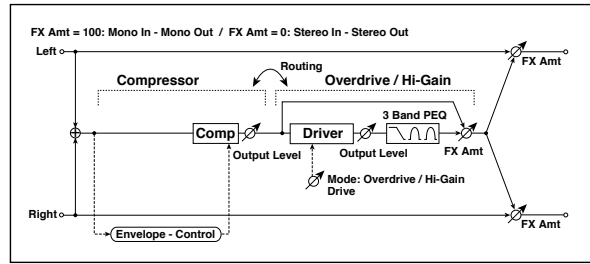 FX Amt = 100: Mono In - Mono Out / FX Amt = 0: Stereo In - Stereo Out
Left
FX Amt
Routing
Compressor
Overdrive / Hi-Gain
3 Band PEQ
Comp
Driver
Output Level
Output Level
FX Amt
Mode: Overdrive / Hi-Gain
Drive
Right
FX Amt
Envelope - Control